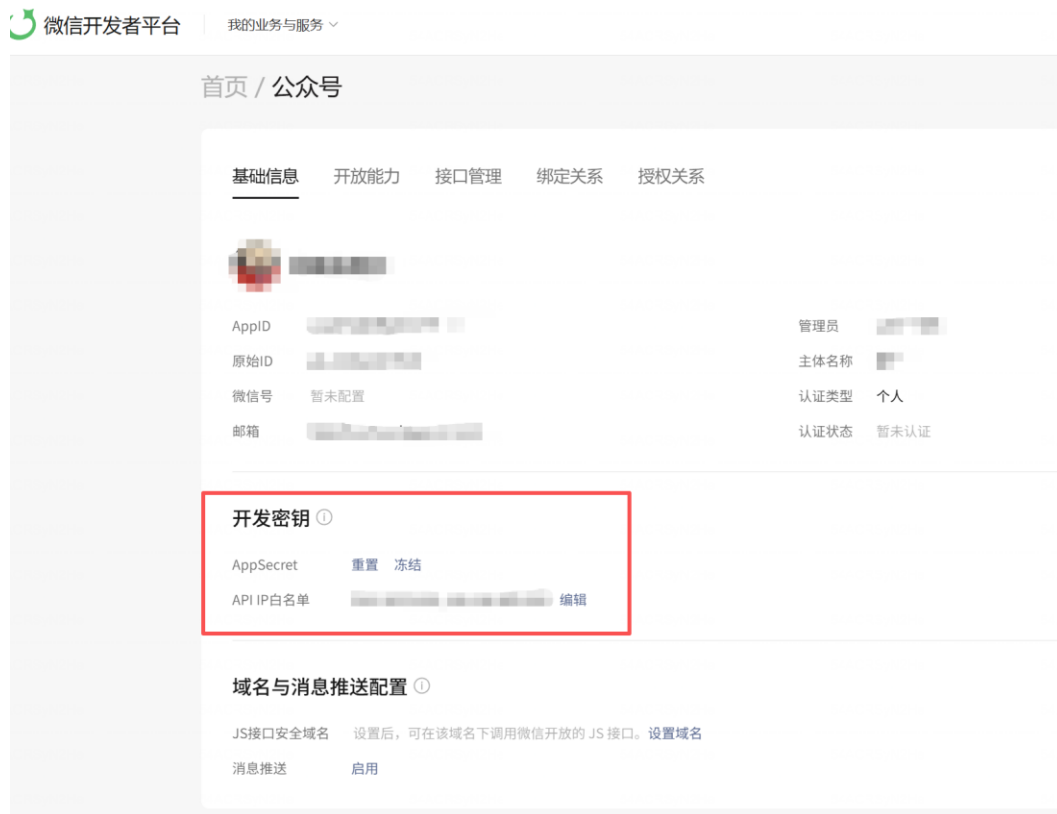 微信开发者平台 我的业务与服务
首页 / 公众号
基础信息 开放能力 接口管理 绑定关系 授权关系
AppID 管理员
原始ID 主体名称
微信号 暂未配置 认证类型 个人
邮箱 认证状态 暂未认证
开发密钥
AppSecret 重置 冻结
API IP白名单 编辑
域名与消息推送配置
JS接口安全域名 设置后，可在该域名下调用微信开放的 JS 接口。设置域名
消息推送 启用